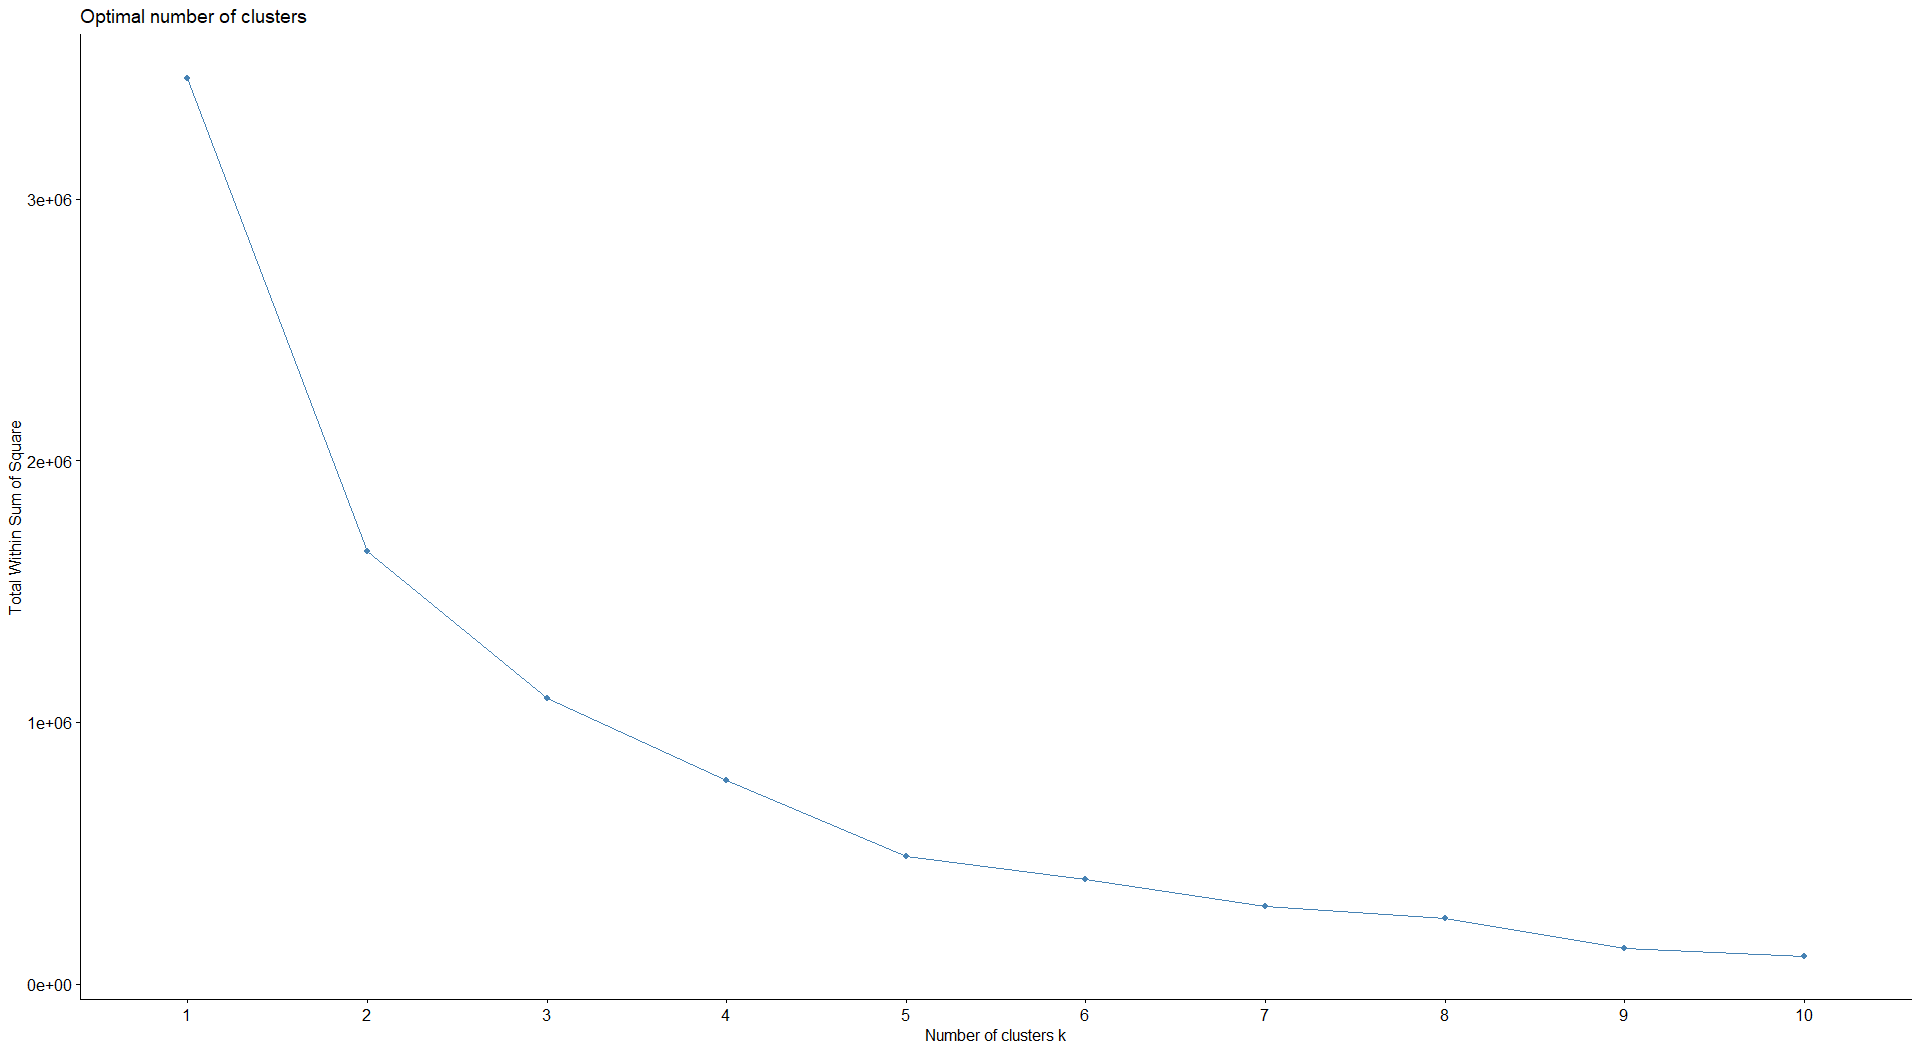 Optimal number of clusters
Total Within Sum of Square
3e+06
2e+06
1e+06
0e+00
1 2 3 4 5 6 7 8 9 10
Number of clusters k